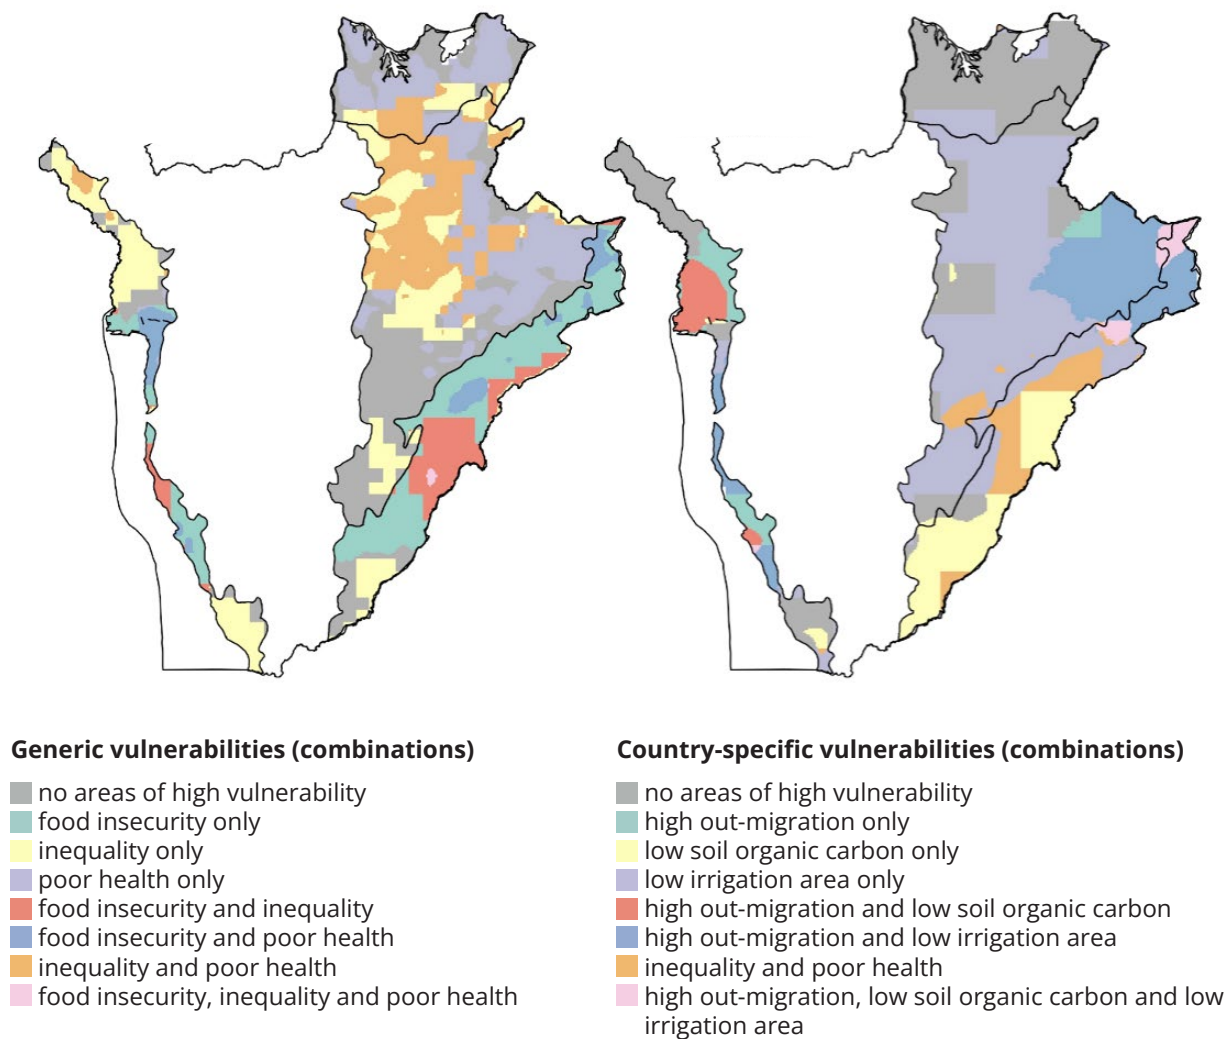 Generic vulnerabilities (combinations)
no areas of high vulnerability
food insecurity only
inequality only
poor health only
food insecurity and inequality
food insecurity and poor health
inequality and poor health
food insecurity, inequality and poor health
Country-specific vulnerabilities (combinations)
no areas of high vulnerability
high out-migration only
low soil organic carbon only
low irrigation area only
high out-migration and low soil organic carbon
high out-migration and low irrigation area
inequality and poor health
high out-migration, low soil organic carbon and low
irrigation area